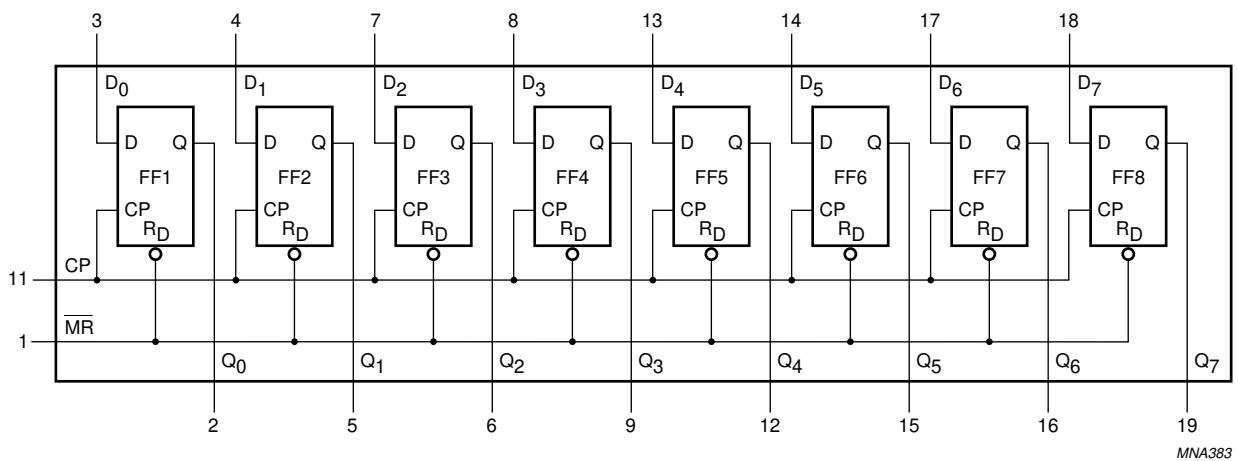 3 4 7 8 13 14 17 18
D0 D1 D2 D3 D4 D5 D6 D7
D Q D Q D Q D Q D Q D Q D Q D Q
FF1 FF2 FF3 FF4 FF5 FF6 FF7 FF8
CP CP CP CP CP CP CP CP
RD RD RD RD RD RD RD RD
11 CP
1 M̅R̅
Q0 Q1 Q2 Q3 Q4 Q5 Q6 Q7
2 5 6 9 12 15 16 19
MNA383